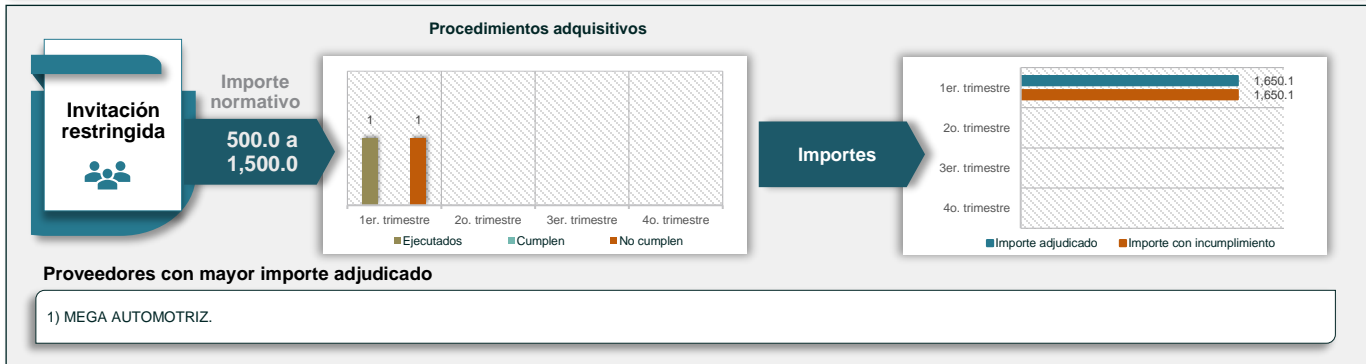 Procedimientos adquisitivos
Invitación
restringida
Importe
normativo
500.0 a
1,500.0
1
1
1er. trimestre
2o. trimestre
3er. trimestre
4o. trimestre
Ejecutados
Cumplen
No cumplen
Importes
1er. trimestre
1,650.1
1,650.1
2o. trimestre
3er. trimestre
4o. trimestre
Importe adjudicado
Importe con incumplimiento
Proveedores con mayor importe adjudicado
1) MEGA AUTOMOTRIZ.